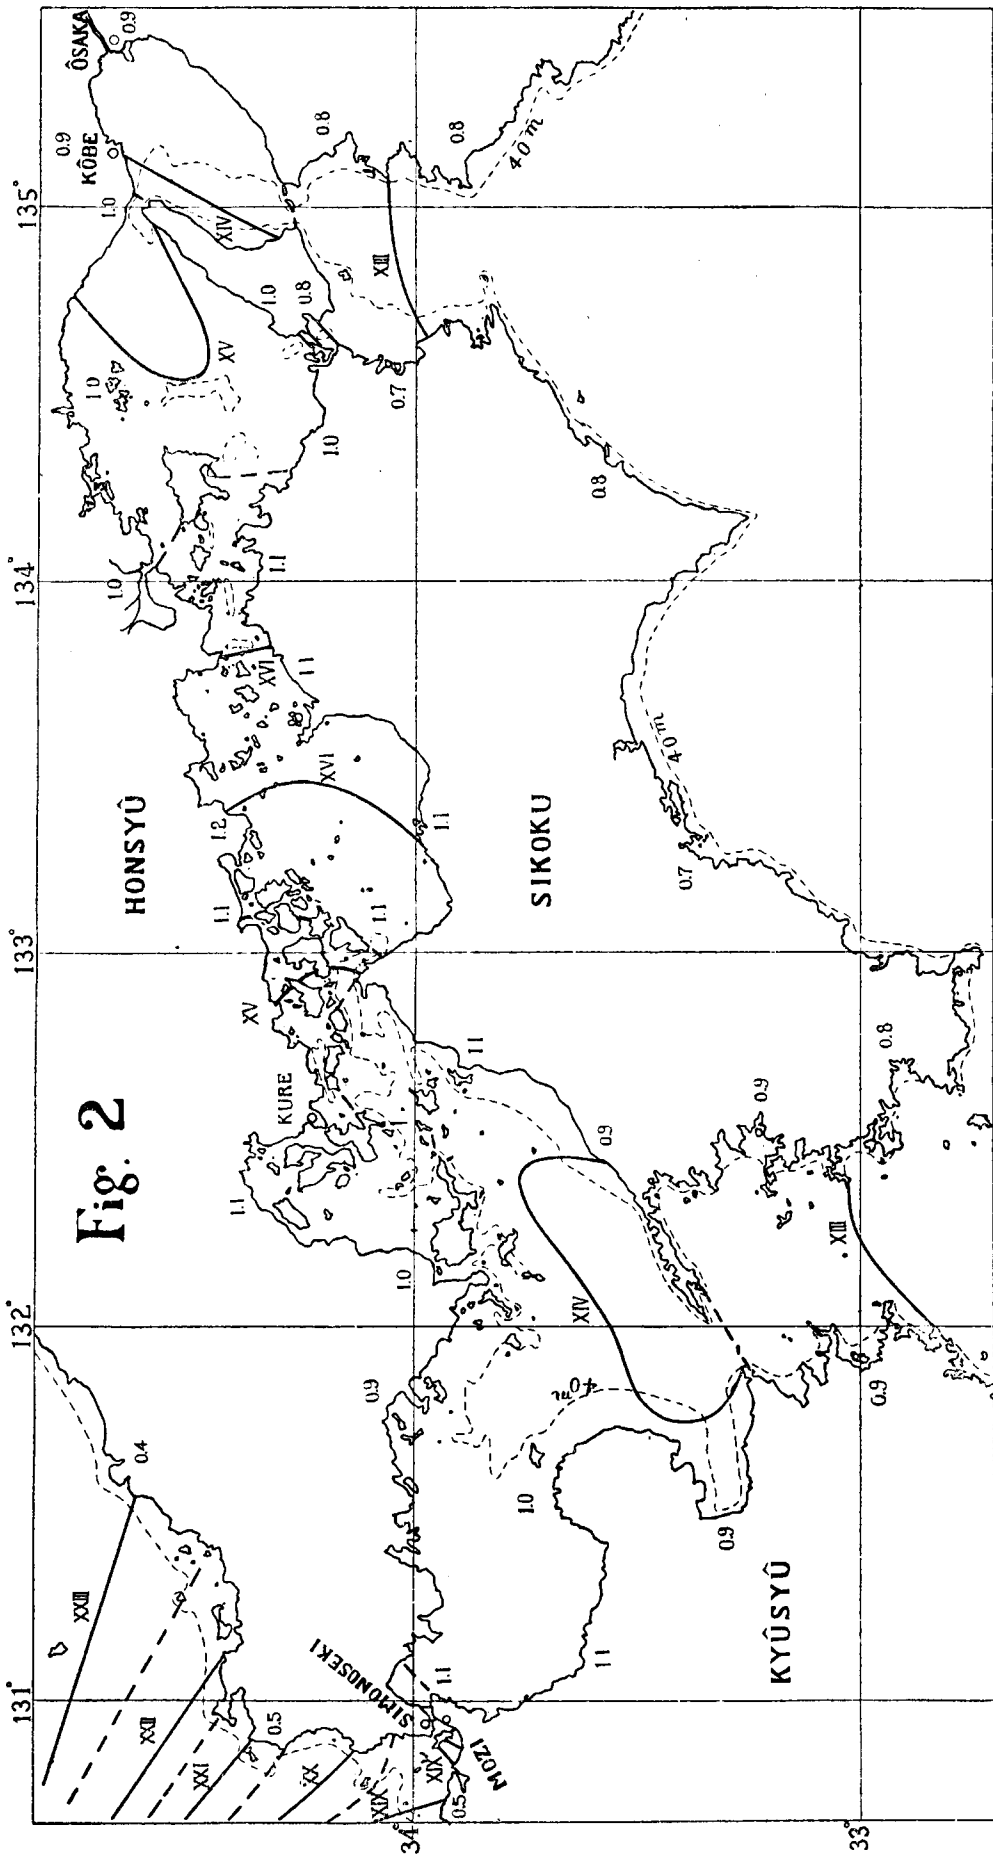 131°
132°
133°
134°
135°
Fig. 2
HONSYÛ
ÔSAKA
0.9
KÔBE
0.9
1.0
XXIII
0.4
XXII
XXI
0.5
XX
XIX
XIX
0.5
SIMONOSEKI
MOZI
0.9
1.1
0.9
1.0
1.1
KURE
XV
1.1
1.2
XVI
XVI
1.1
1.0
1.0
XV
XIV
1.0
0.8
0.8
34°
1.0
1.1
1.1
1.1
1.1
1.0
0.7
XIII
0.8
40m
XIV
0.9
40m
1.0
1.1
0.9
KYÛSYÛ
SIKOKU
0.8
40m
0.7
0.9
0.8
XIII
0.9
33°